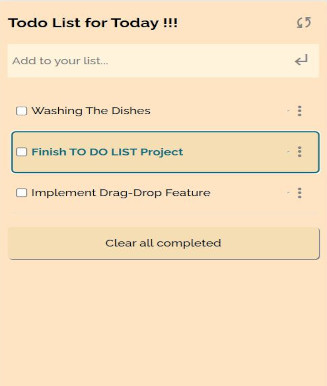 Todo List for Today !!!
Add to your list...
Washing The Dishes
Finish TO DO LIST Project
Implement Drag-Drop Feature
Clear all completed